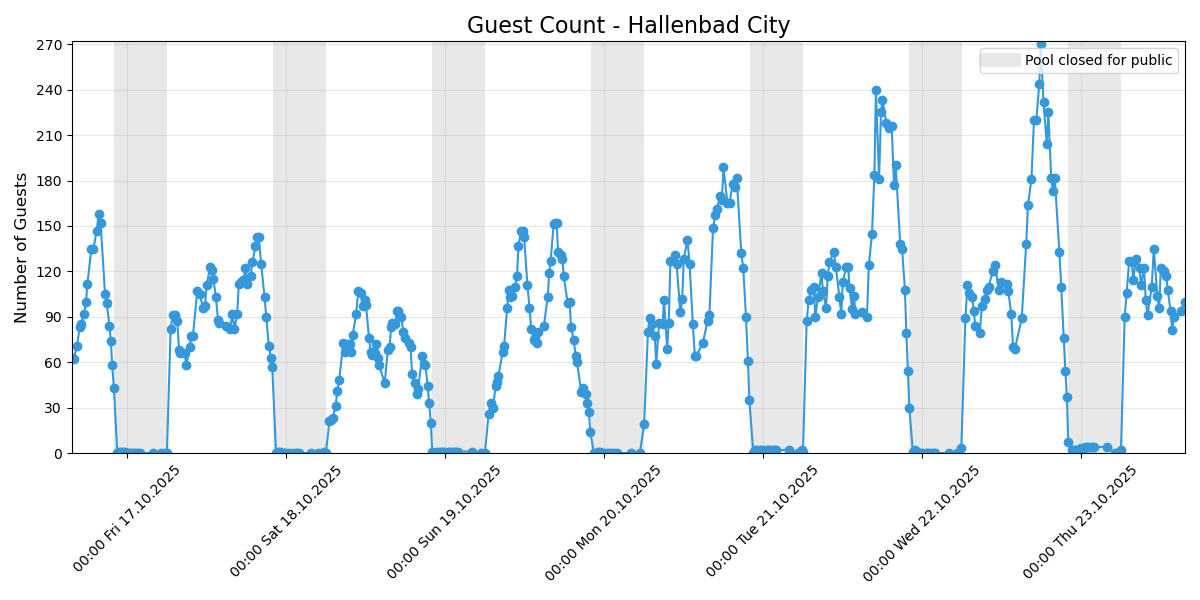 Guest Count - Hallenbad City
Pool closed for public
Number of Guests
270
240
210
180
150
120
90
60
30
0
00:00 Fri 17.10.2025
00:00 Sat 18.10.2025
00:00 Sun 19.10.2025
00:00 Mon 20.10.2025
00:00 Tue 21.10.2025
00:00 Wed 22.10.2025
00:00 Thu 23.10.2025